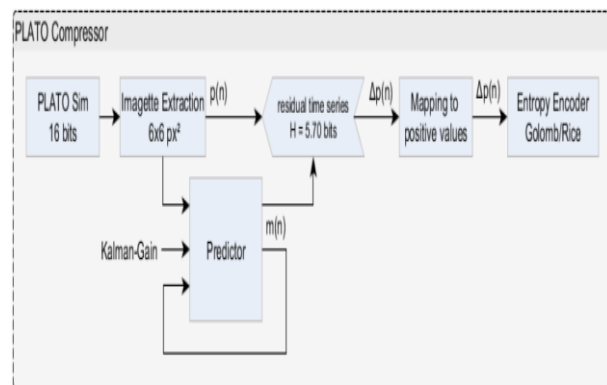 PLATO Compressor
PLATO Sim
16 bits
Imagette Extraction
6x6 px²
p(n)
residual time series
H = 5.70 bits
Δp(n)
Mapping to
positive values
Δp(n)
Entropy Encoder
Golomb/Rice
Kalman-Gain
Predictor
m(n)